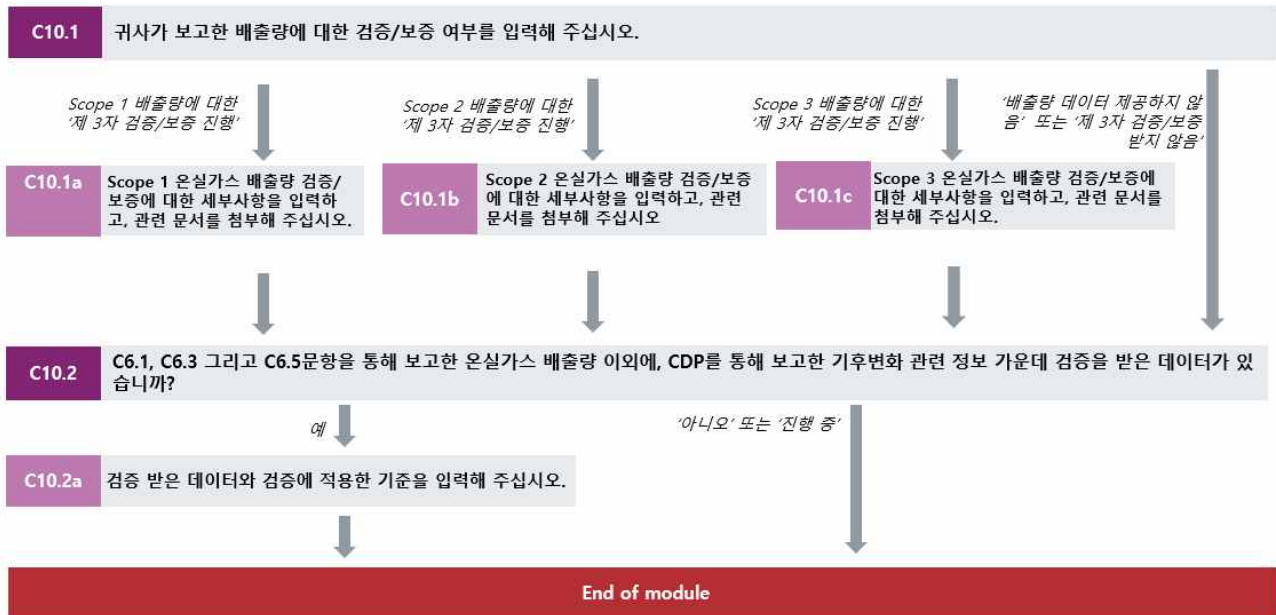 C10.1
귀사가 보고한 배출량에 대한 검증/보증 여부를 입력해 주십시오.
Scope 1 배출량에 대한
‘제 3자 검증/보증 진행’
Scope 2 배출량에 대한
‘제 3자 검증/보증 진행’
Scope 3 배출량에 대한
‘제 3자 검증/보증 진행’
‘배출량 데이터 제공하지 않
음’ 또는 ‘제 3자 검증/보증
받지 않음’
C10.1a
Scope 1 온실가스 배출량 검증/
보증에 대한 세부사항을 입력하
고, 관련 문서를 첨부해 주십시오.
C10.1b
Scope 2 온실가스 배출량 검증/보증
에 대한 세부사항을 입력하고, 관련
문서를 첨부해 주십시오
C10.1c
Scope 3 온실가스 배출량 검증/보증에
대한 세부사항을 입력하고, 관련 문서를
첨부해 주십시오.
C10.2
C6.1, C6.3 그리고 C6.5문항을 통해 보고한 온실가스 배출량 이외에, CDP를 통해 보고한 기후변화 관련 정보 가운데 검증을 받은 데이터가 있
습니까?
예
‘아니오’ 또는 ‘진행 중’
C10.2a
검증 받은 데이터와 검증에 적용한 기준을 입력해 주십시오.
End of module